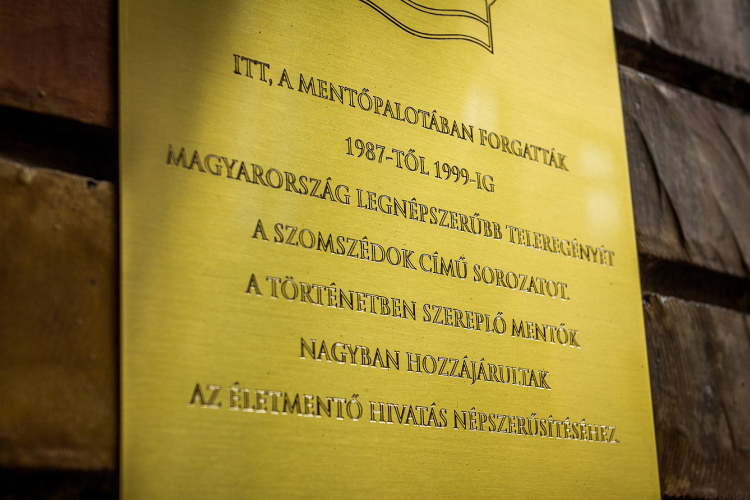 ITT, A MENTŐPALOTÁBAN FORGATTÁK
1987-TŐL 1999-IG
MAGYARORSZÁG LEGNÉPSZERŰBB TELEREGÉNYÉT
A SZOMSZÉDOK CÍMŰ SOROZATOT.
A TÖRTÉNETBEN SZEREPLŐ MENTŐK
NAGYBAN HOZZÁJÁRULTAK
AZ ÉLETMENTŐ HIVATÁS NÉPSZERŰSÍTÉSÉHEZ.